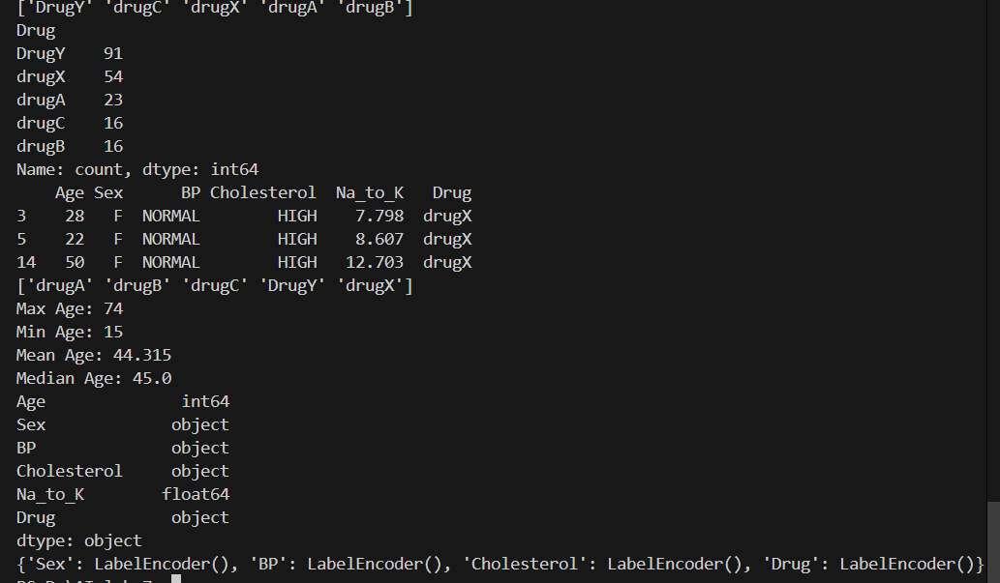 ['DrugY' 'drugC' 'drugX' 'drugA' 'drugB']
Drug
DrugY    91
drugX    54
drugA    23
drugC    16
drugB    16
Name: count, dtype: int64
    Age Sex      BP Cholesterol  Na_to_K   Drug
3    28   F  NORMAL        HIGH    7.798  drugX
5    22   F  NORMAL        HIGH    8.607  drugX
14   50   F  NORMAL        HIGH   12.703  drugX
['drugA' 'drugB' 'drugC' 'DrugY' 'drugX']
Max Age: 74
Min Age: 15
Mean Age: 44.315
Median Age: 45.0
Age              int64
Sex             object
BP              object
Cholesterol     object
Na_to_K        float64
Drug            object
dtype: object
{'Sex': LabelEncoder(), 'BP': LabelEncoder(), 'Cholesterol': LabelEncoder(), 'Drug': LabelEncoder()}